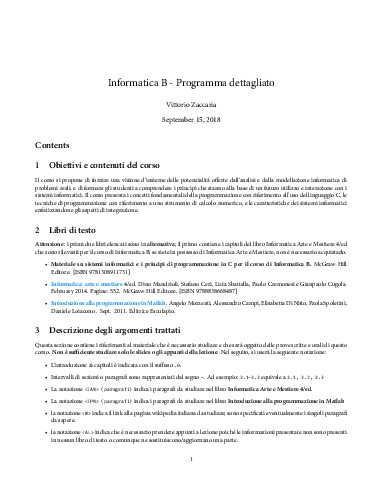 Informatica B - Programma dettagliato
Vittorio Zaccaria
September 15, 2018
Contents
1 Obiettivi e contenuti del corso
Il corso si propone di fornire una visione d'insieme delle potenzialità offerte dall'analisi e dalla modellazione informatica di
problemi reali, e di formare gli studenti a comprendere i principi che stanno alla base di un futuro utilizzo e interazione con i
sistemi informatici. Il corso presenta i concetti fondamentali della programmazione con riferimento all'uso del linguaggio C, le
tecniche di programmazione con riferimento a uno strumento di calcolo numerico, e le caratteristiche dei sistemi informatici
enfatizzandone gli aspetti di integrazione.
2 Libri di testo
Attenzione: i primi due libri elencati sono in alternativa; il primo contiene i capitoli del libro Informatica Arte e Mestiere 4/ed
che sono rilevanti per il corso di Informatica B; se siete in possesso di Informatica Arte e Mestiere, non è necessario acquistarlo.
• Materiale su sistemi informatici e i principi di programmazione in C per il corso di Informatica B. McGraw-Hill
Editore. [ISBN 9781308911731]
• Informatica arte e mestiere 4/ed. Dino Mandrioli, Stefano Ceri, Licia Sbattella, Paolo Cremonesi e Gianpaolo Cugola.
February 2014. Pagine: 552. McGraw-Hill Editore. [ISBN 9788838668487]
• Introduzione alla programmazione in Matlab. Angelo Morzenti, Alessandro Campi, Elisabetta Di Nitto, Paola Spoletini,
Daniele Loiacono. Sept. 2011. Editrice Esculapio.
3 Descrizione degli argomenti trattati
Questa sezione contiene i riferimenti al materiale che è necessario studiare e che sarà oggetto delle prove scritte e orali di questo
corso. Non è sufficiente studiare solo le slides o gli appunti della lezione. Nel seguito, si userà la seguente notazione:
• L'introduzione ai capitoli è indicata con il suffisso .0.
• Intervalli di sezioni o paragrafi sono rappresentati dal segno ~. Ad esempio: 3.1~3.3 equivale a 3.1, 3.2, 3.3
• La notazione <IAM> (paragrafi) indica i paragrafi da studiare nel libro Informatica Arte e Mestiere 4/ed.
• La notazione <IPM> (paragrafi) indica i paragrafi da studiare nel libro Introduzione alla programmazione in Matlab
• la notazione <W> indica il link alla pagina wikipedia italiana da studiare; sono specificati eventualmente i singoli paragrafi
da sapere.
• la notazione <AL> indica che è necessario prendere appunti a lezione poiché le informazioni presentate non sono presenti
in nessun libro di testo o comunque ne sostituiscono/aggiornano una parte.
1